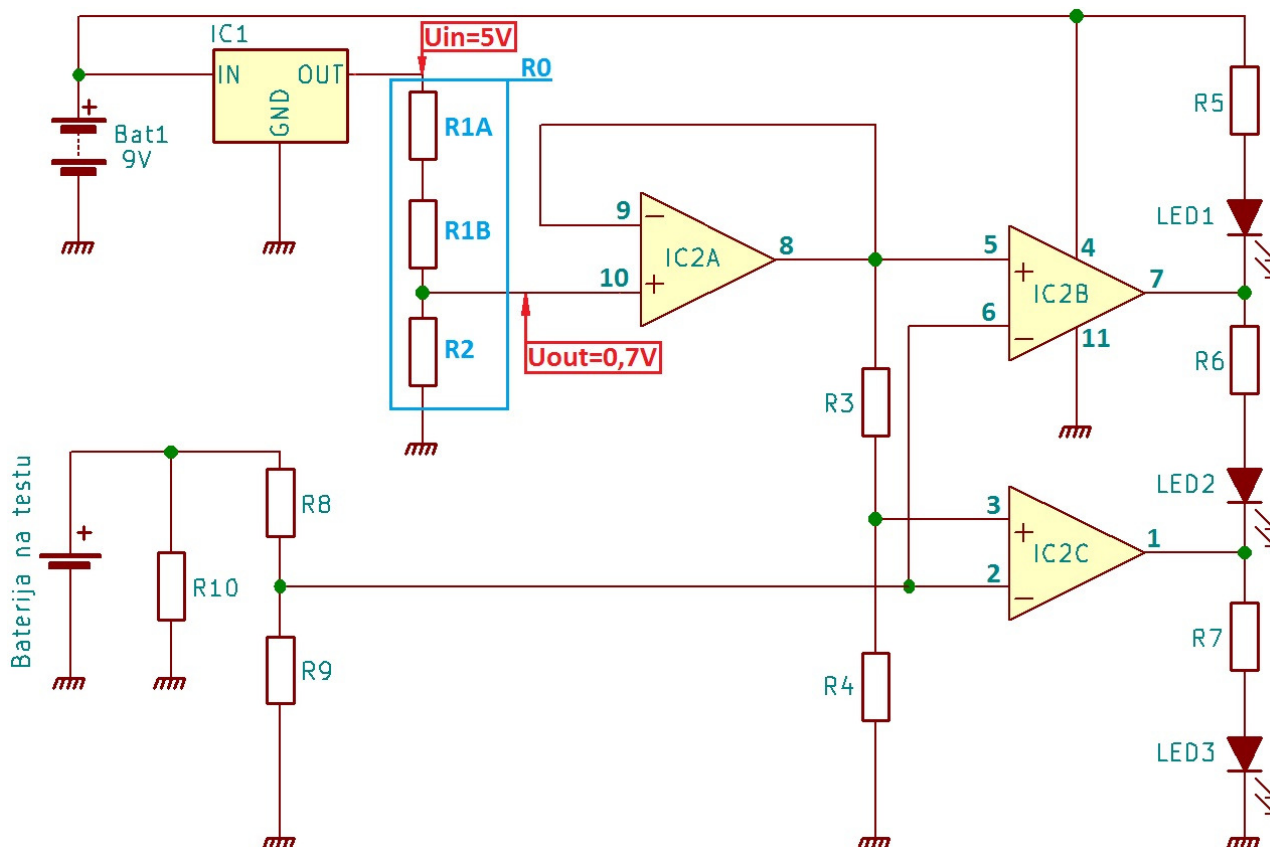 IC1
Uin=5V
R0
IN
OUT
GND
+
Bat1
9V
R1A
R1B
R2
Uout=0,7V
9
−
10
+
IC2A
8
5
+
6
−
IC2B
4
11
7
R5
LED1
R6
R3
LED2
3
+
2
−
IC2C
1
R4
R7
LED3
Baterija na testu
+
R10
R8
R9